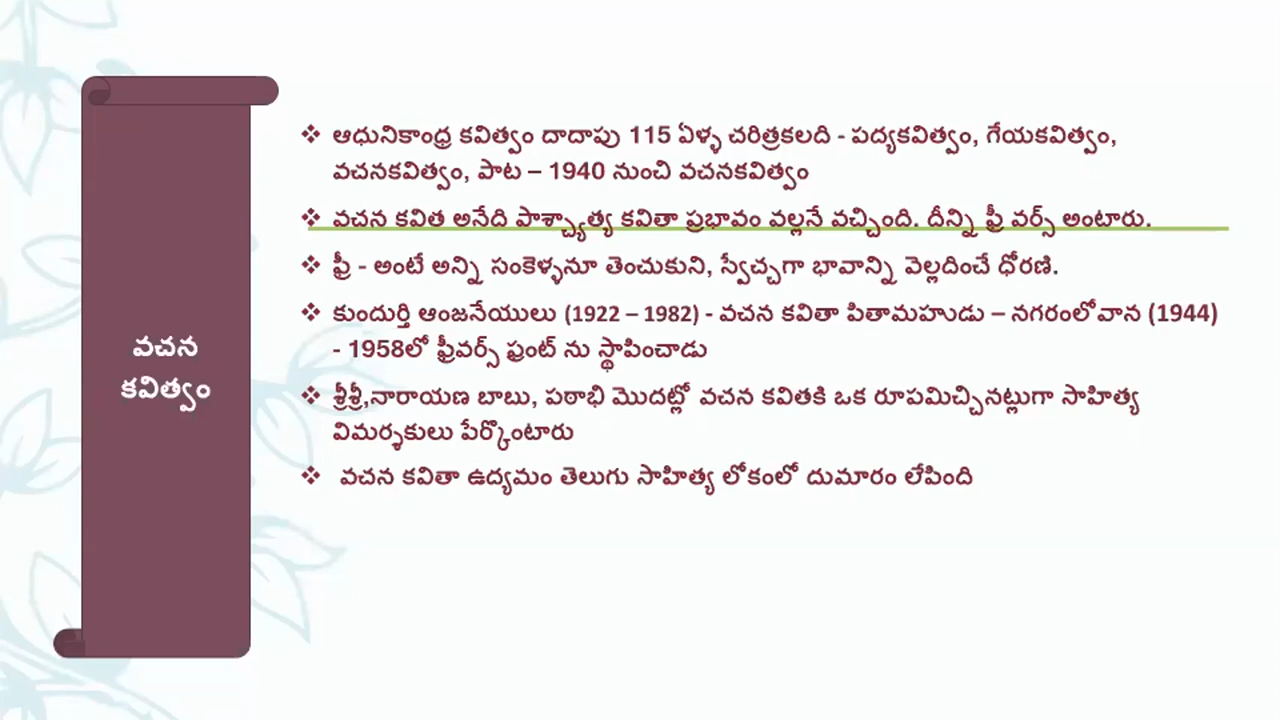 వచన
కవిత్వం
❖ ఆధునికాంధ్ర కవిత్వం దాదాపు 115 ఏళ్ళ చరిత్రకలది - పద్యకవిత్వం, గేయకవిత్వం,
వచనకవిత్వం, పాట – 1940 నుంచి వచనకవిత్వం
❖ వచన కవిత అనేది పాశ్చ్యాత్య కవితా ప్రభావం వల్లనే వచ్చింది. దీన్ని ఫ్రీ వర్స్ అంటారు.
❖ ఫ్రీ - అంటే అన్ని సంకెళ్ళనూ తెంచుకుని, స్వేచ్చగా భావాన్ని వెల్లదించే ధోరణి.
❖ కుందుర్తి ఆంజనేయులు (1922 – 1982) - వచన కవితా పితామహుడు – నగరంలోవాన (1944)
- 1958లో ఫ్రీవర్స్ ఫ్రంట్ ను స్థాపించాడు
❖ శ్రీశ్రీ,నారాయణ బాబు, పఠాభి మొదట్లో వచన కవితకి ఒక రూపమిచ్చినట్లుగా సాహిత్య
విమర్శకులు పేర్కొంటారు
❖ వచన కవితా ఉద్యమం తెలుగు సాహిత్య లోకంలో దుమారం లేపింది